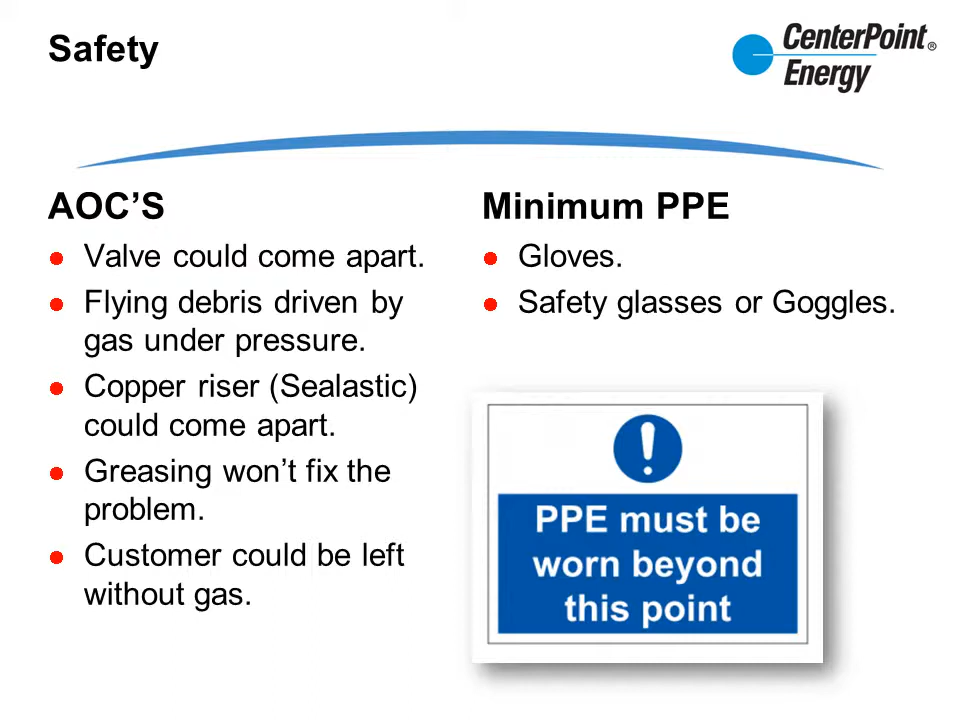 Safety
CenterPoint®
Energy
AOC’S
● Valve could come apart.
● Flying debris driven by
gas under pressure.
● Copper riser (Sealastic)
could come apart.
● Greasing won’t fix the
problem.
● Customer could be left
without gas.
Minimum PPE
● Gloves.
● Safety glasses or Goggles.
!
PPE must be
worn beyond
this point